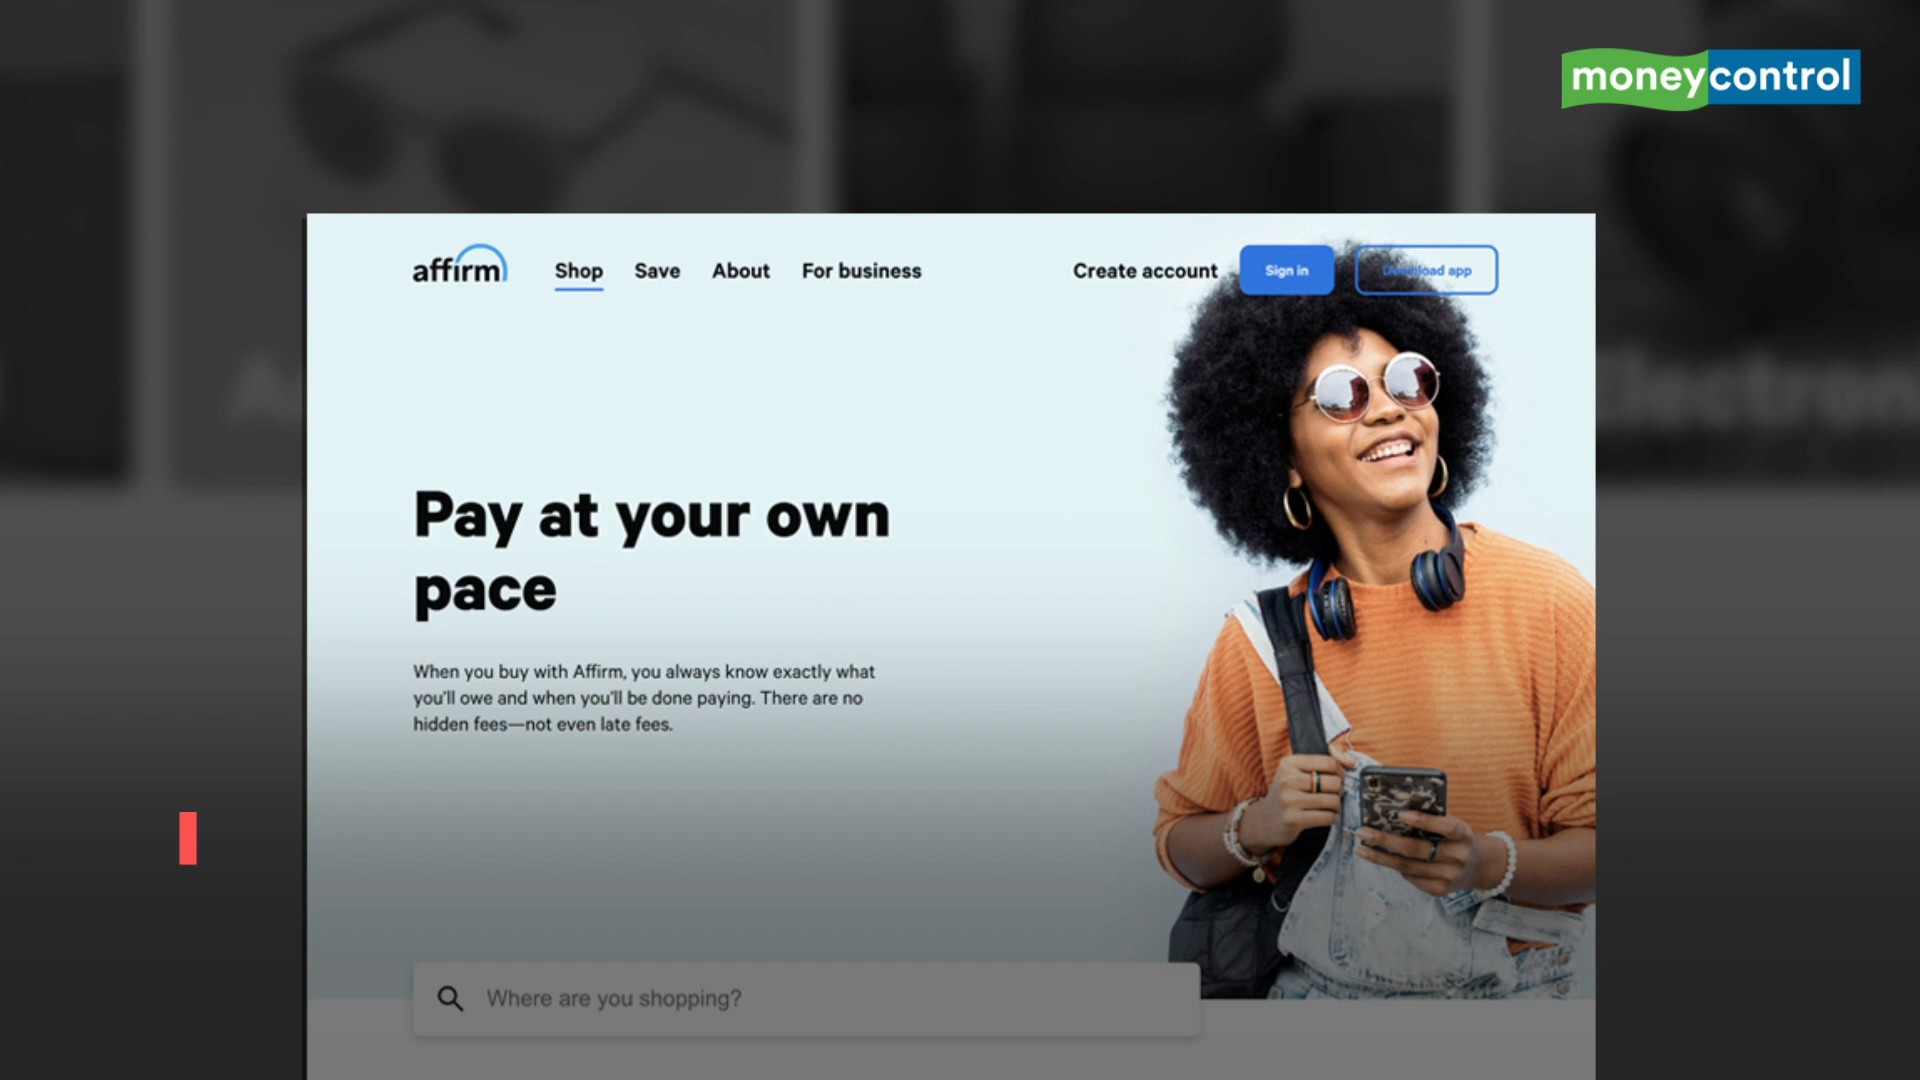 moneycontrol
affirm
Shop Save About For business Create account Sign in Download app
Pay at your own
pace
When you buy with Affirm, you always know exactly what
you'll owe and when you'll be done paying. There are no
hidden fees—not even late fees.
Where are you shopping?